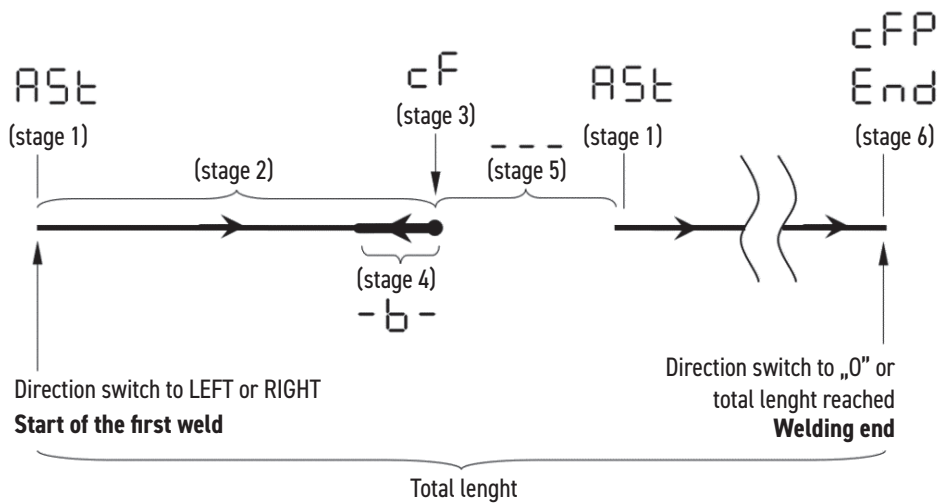 cFP
ASt
cF
ASt
End
(stage 1)
(stage 3)
(stage 1)
(stage 6)
- - -
(stage 2)
(stage 5)
(stage 4)
-b-
Direction switch to LEFT or RIGHT
Start of the first weld
Direction switch to „0” or
total lenght reached
Welding end
Total lenght